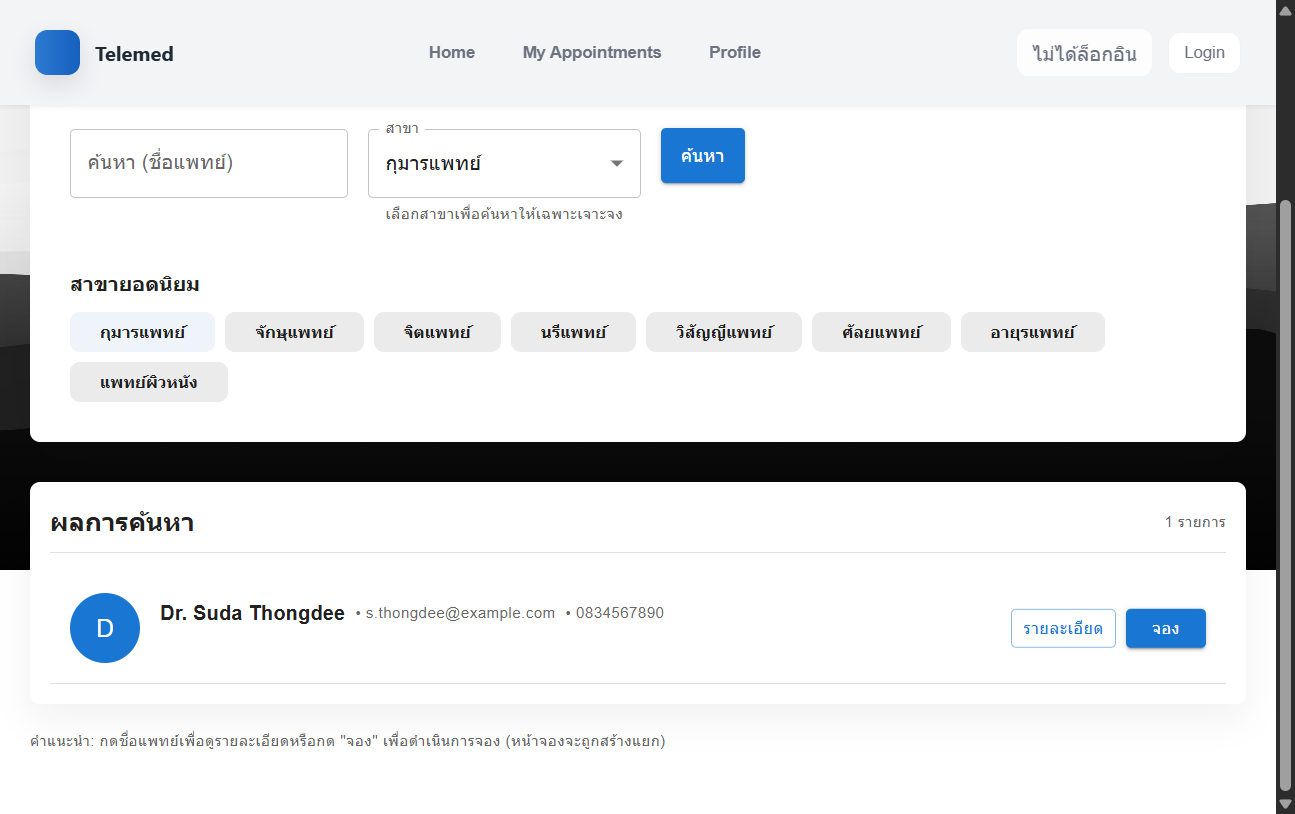 Telemed
Home
My Appointments
Profile
ไม่ได้ล็อกอิน
Login
ค้นหา (ชื่อแพทย์)
สาขา
กุมารแพทย์
ค้นหา
เลือกสาขาเพื่อค้นหาให้เฉพาะเจาะจง
สาขายอดนิยม
กุมารแพทย์
จักษุแพทย์
จิตแพทย์
นรีแพทย์
วิสัญญีแพทย์
ศัลยแพทย์
อายุรแพทย์
แพทย์ผิวหนัง
ผลการค้นหา
1 รายการ
D
Dr. Suda Thongdee • s.thongdee@example.com • 0834567890
รายละเอียด
จอง
คำแนะนำ: กดชื่อแพทย์เพื่อดูรายละเอียดหรือกด "จอง" เพื่อดำเนินการจอง (หน้าจองจะถูกสร้างแยก)